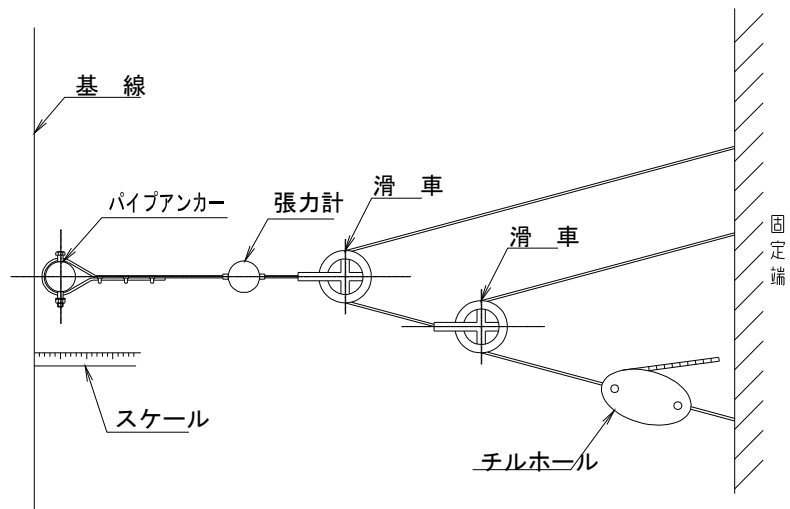 基　線
パイプアンカー
張力計
滑　車
滑　車
固定端
スケール
チルホール